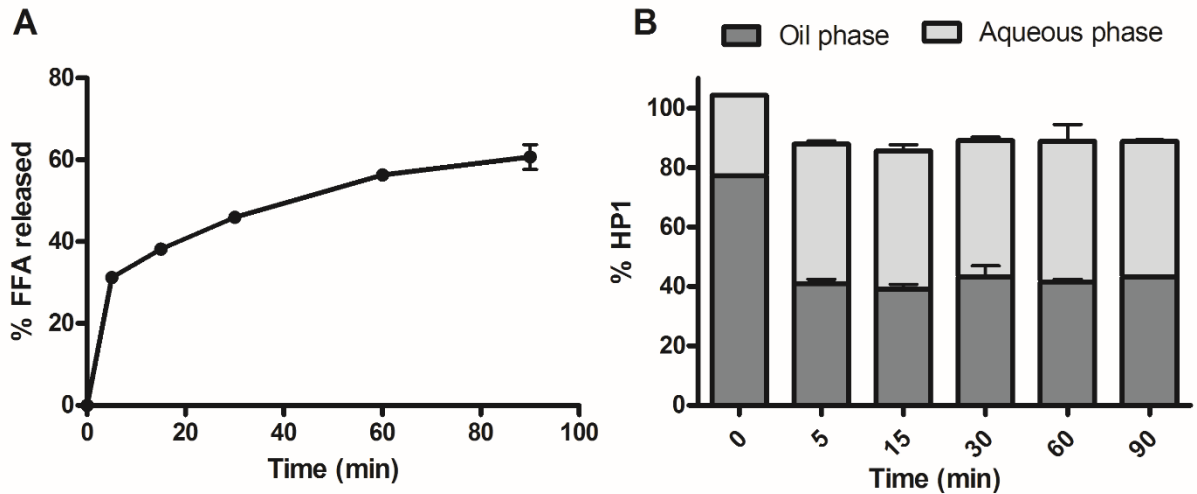 A
% FFA released
80
60
40
20
0
0 20 40 60 80 100
Time (min)
B
Oil phase Aqueous phase
% HP1
100
80
60
40
20
0
0 5 15 30 60 90
Time (min)